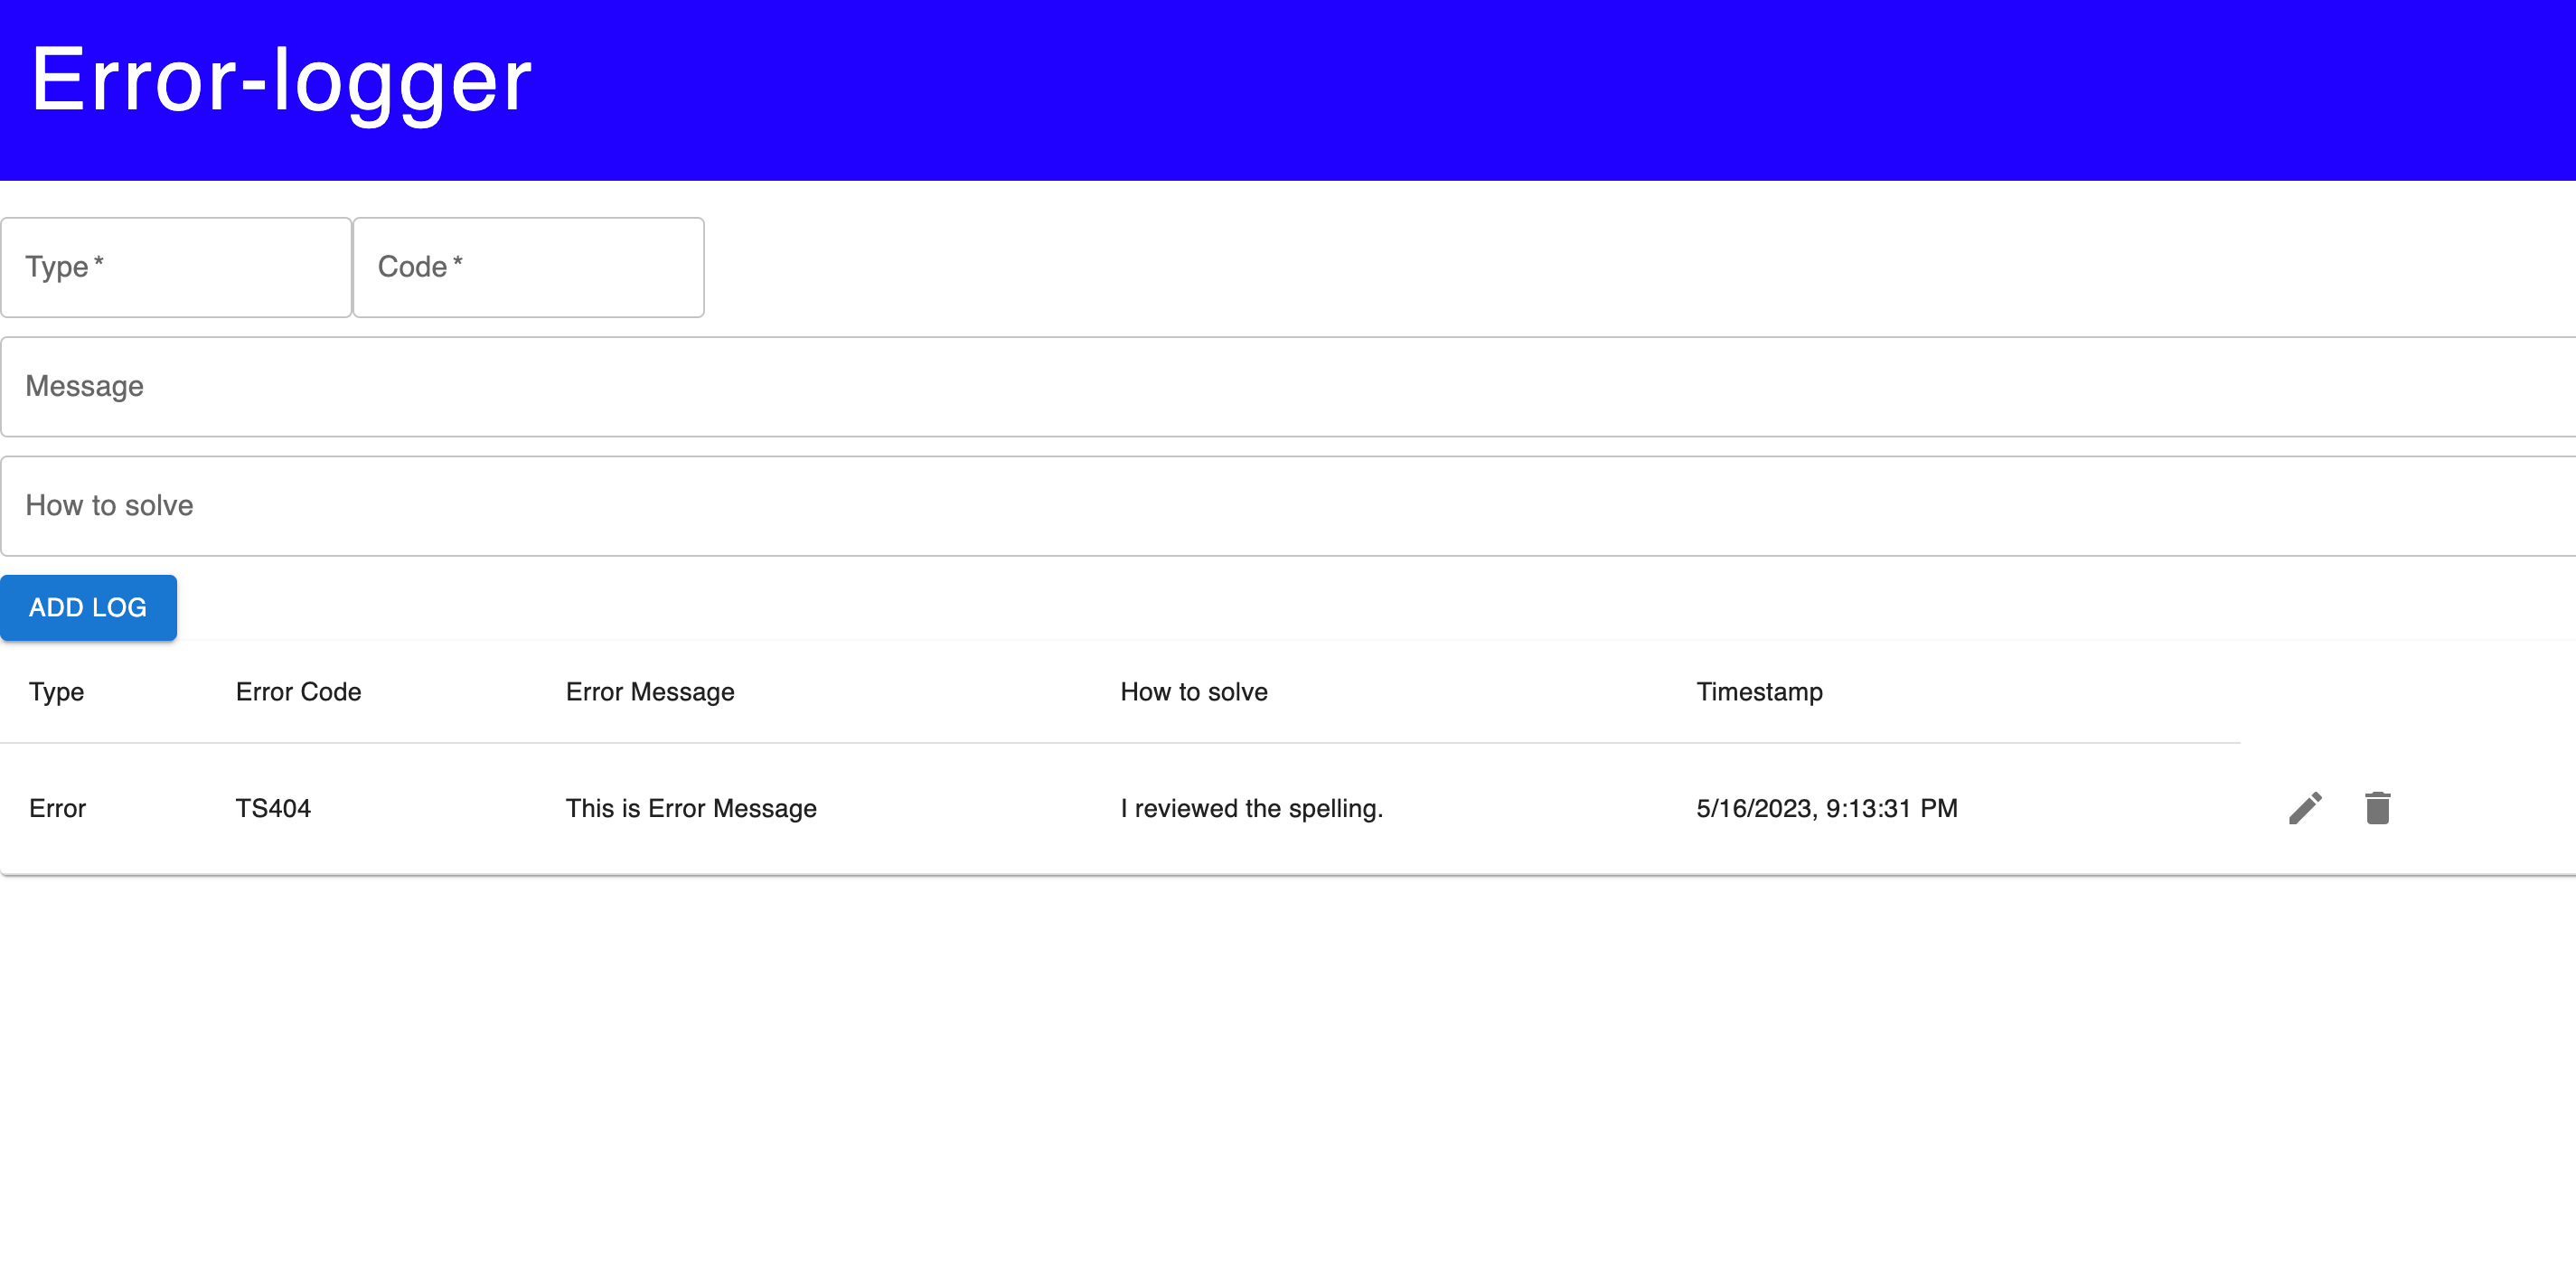 Error-logger
Type *
Code *
Message
How to solve
ADD LOG
Type Error Code Error Message How to solve Timestamp
Error TS404 This is Error Message I reviewed the spelling. 5/16/2023, 9:13:31 PM